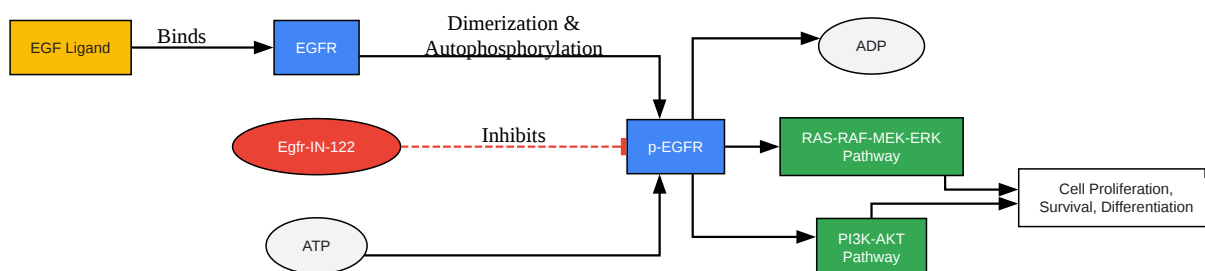 EGF Ligand
Binds
EGFR
Dimerization &
Autophosphorylation
ADP
Egfr-IN-122
Inhibits
p-EGFR
RAS-RAF-MEK-ERK
Pathway
Cell Proliferation,
Survival, Differentiation
ATP
PI3K-AKT
Pathway